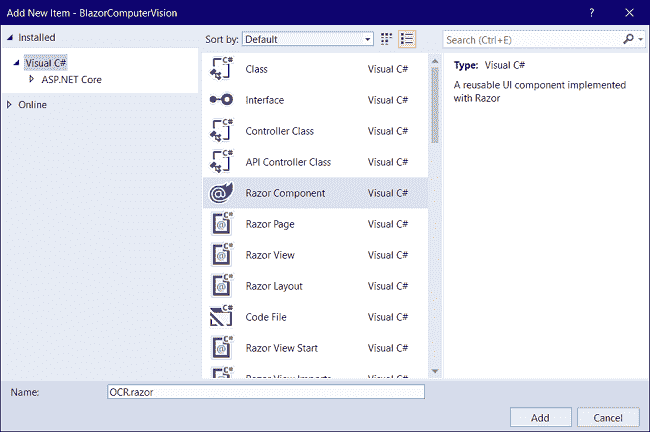 Add New Item - BlazorComputerVision
Installed
Sort by: Default
Search (Ctrl+E)
Visual C#
ASP.NET Core
Online
Class Visual C#
Interface Visual C#
Controller Class Visual C#
API Controller Class Visual C#
Razor Component Visual C#
Razor Page Visual C#
Razor View Visual C#
Razor Layout Visual C#
Code File Visual C#
Razor View Start Visual C#
Razor View Imports Visual C#
Type: Visual C#
A reusable UI component implemented
with Razor
Name: OCR.razor
Add Cancel